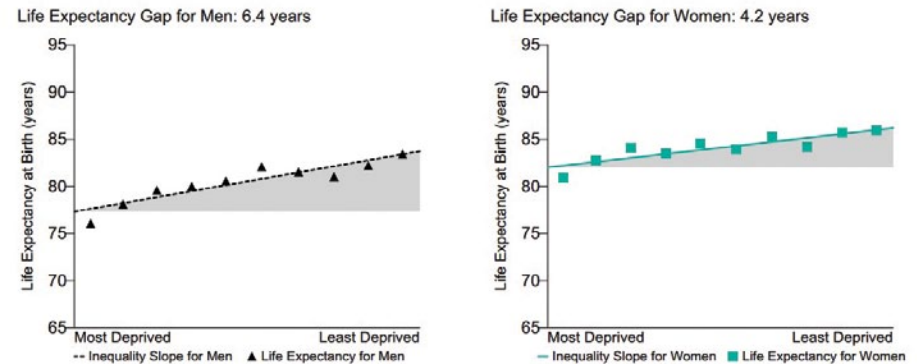 Life Expectancy Gap for Men: 6.4 years
95
90
85
80
75
70
65
Life Expectancy at Birth (years)
Most Deprived Least Deprived
Inequality Slope for Men Life Expectancy for Men
Life Expectancy Gap for Women: 4.2 years
95
90
85
80
75
70
65
Life Expectancy at Birth (years)
Most Deprived Least Deprived
Inequality Slope for Women Life Expectancy for Women